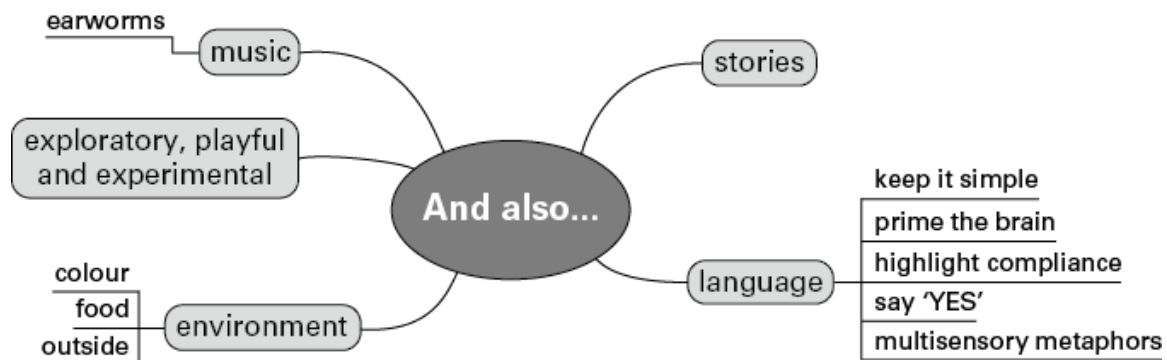 earworms
music
stories
exploratory, playful
and experimental
And also...
keep it simple
prime the brain
highlight compliance
say ‘YES’
multisensory metaphors
language
colour
food
outside
environment